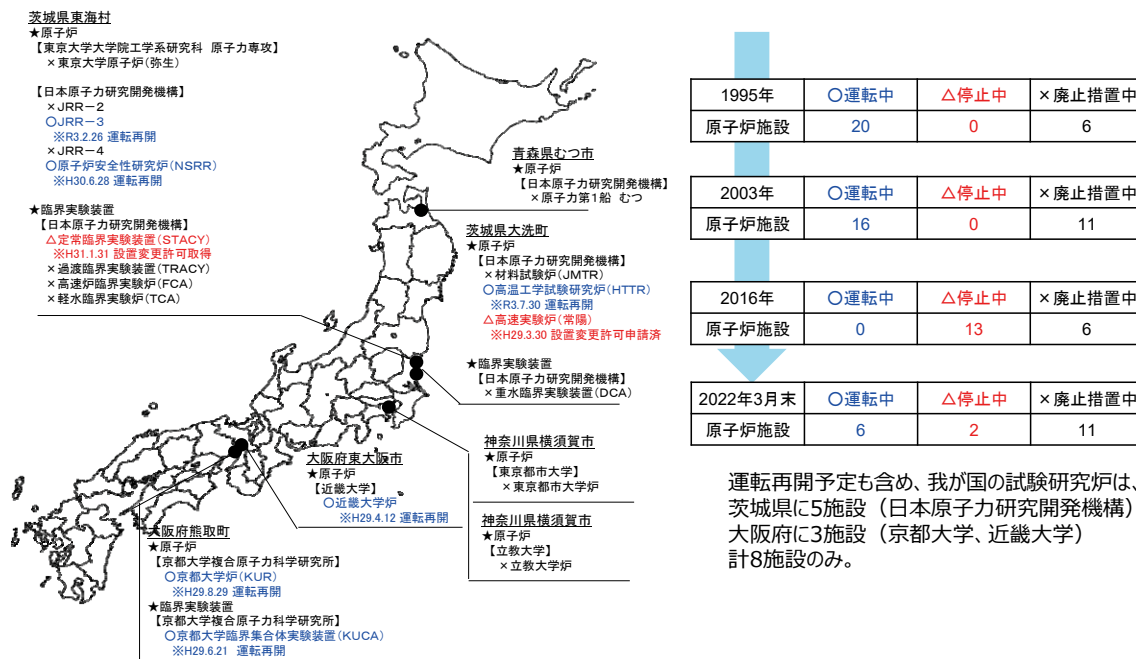 茨城県東海村
★原子炉
【東京大学大学院工学系研究科 原子力専攻】
×東京大学原子炉(弥生)
【日本原子力研究開発機構】
×JRR－2
○JRR－3
※R3.2.26 運転再開
×JRR－4
○原子炉安全性研究炉(NSRR)
※H30.6.28 運転再開
★臨界実験装置
【日本原子力研究開発機構】
△定常臨界実験装置(STACY)
※H31.1.31 設置変更許可取得
×過渡臨界実験装置(TRACY)
×高速炉臨界実験炉(FCA)
×軽水臨界実験炉(TCA)
青森県むつ市
★原子炉
【日本原子力研究開発機構】
×原子力第1船 むつ
茨城県大洗町
★原子炉
【日本原子力研究開発機構】
×材料試験炉(JMTR)
○高温工学試験研究炉(HTTR)
※R3.7.30 運転再開
△高速実験炉(常陽)
※H29.3.30 設置変更許可申請済
★臨界実験装置
【日本原子力研究開発機構】
×重水臨界実験装置(DCA)
神奈川県横須賀市
★原子炉
【東京都市大学】
×東京都市大学炉
神奈川県横須賀市
★原子炉
【立教大学】
×立教大学炉
大阪府東大阪市
★原子炉
【近畿大学】
○近畿大学炉
※H29.4.12 運転再開
大阪府熊取町
★原子炉
【京都大学複合原子力科学研究所】
○京都大学炉(KUR)
※H29.8.29 運転再開
★臨界実験装置
【京都大学複合原子力科学研究所】
○京都大学臨界集合体実験装置(KUCA)
※H29.6.21 運転再開
1995年 ○運転中 △停止中 ×廃止措置中
原子炉施設 20 0 6
2003年 ○運転中 △停止中 ×廃止措置中
原子炉施設 16 0 11
2016年 ○運転中 △停止中 ×廃止措置中
原子炉施設 0 13 6
2022年3月末 ○運転中 △停止中 ×廃止措置中
原子炉施設 6 2 11
運転再開予定も含め、我が国の試験研究炉は、
茨城県に5施設（日本原子力研究開発機構）
大阪府に3施設（京都大学、近畿大学）
計8施設のみ。